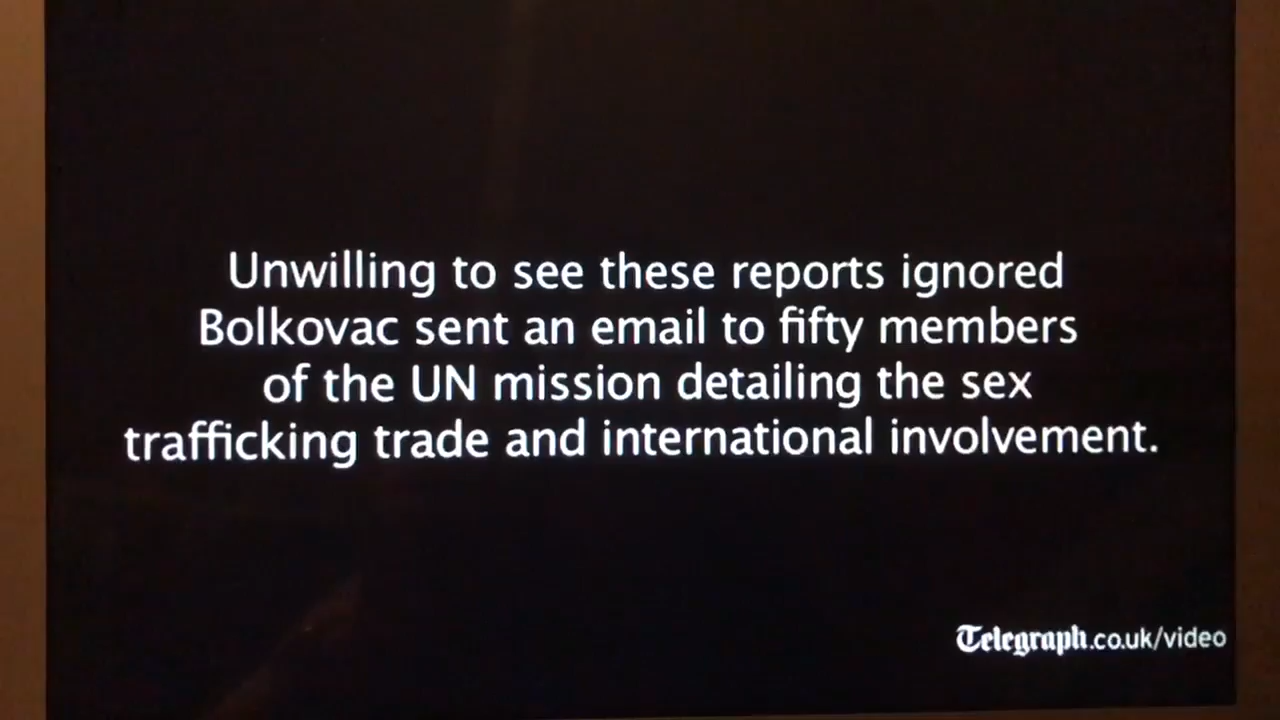 Unwilling to see these reports ignored
Bolkovac sent an email to fifty members
of the UN mission detailing the sex
trafficking trade and international involvement.
Telegraph.co.uk/video